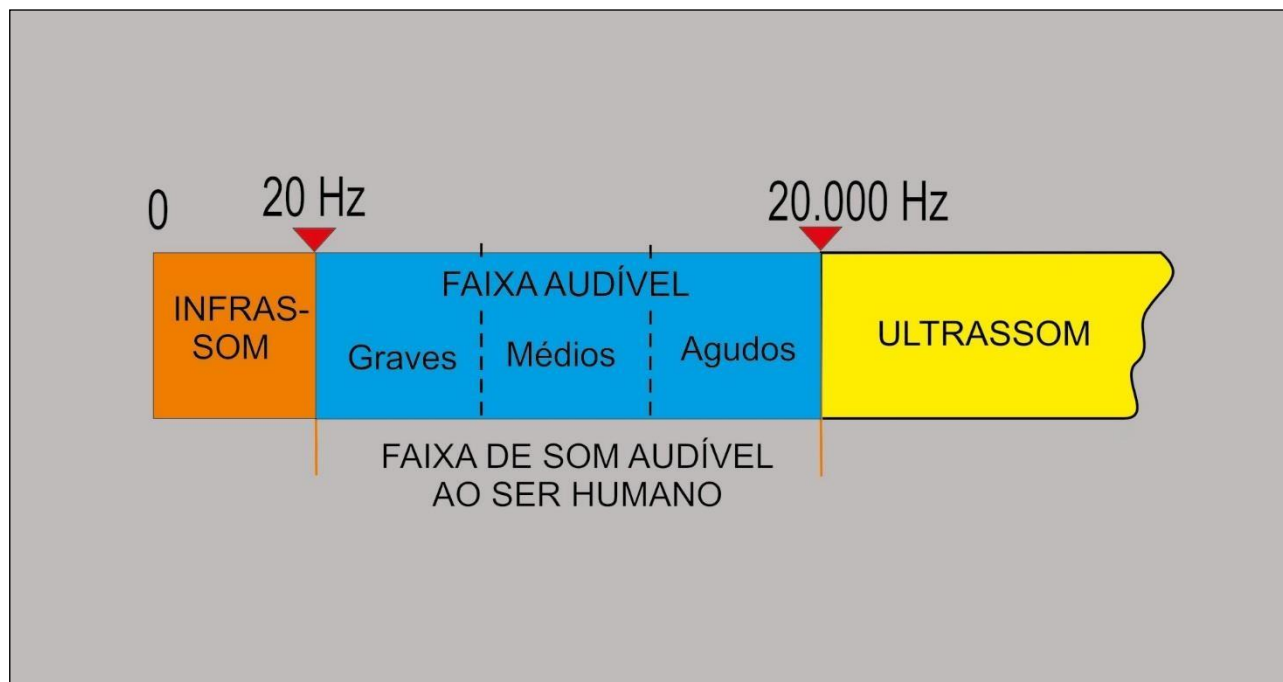 0
20 Hz
20.000 Hz
INFRAS-
SOM
FAIXA AUDÍVEL
Graves
Médios
Agudos
ULTRASSOM
FAIXA DE SOM AUDÍVEL
AO SER HUMANO